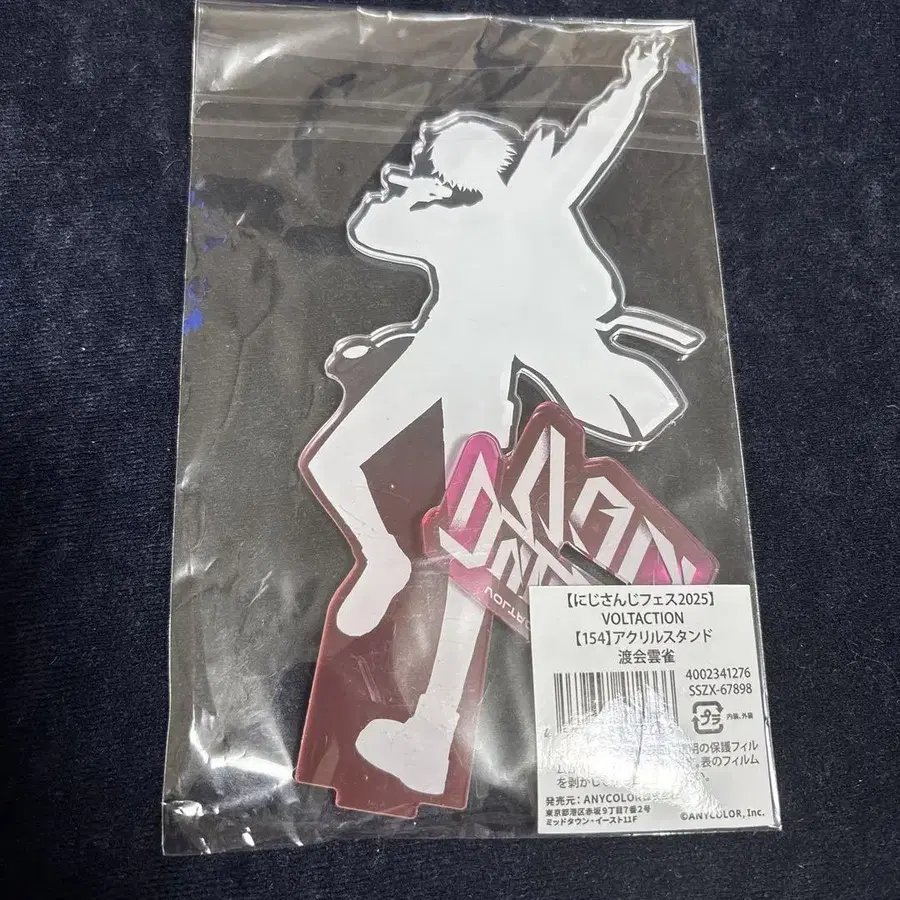 【にじさんじフェス2025】
VOLTACTION
【154】アクリルスタンド
渡会雲雀
4002341276
SSZX-67898
プラ
内袋、外袋
明の保護フィル
表のフィルム
を剥がし
発売元：ANYCOLOR
東京都港区赤坂9丁目7番2号
ミッドタウン・イースト11F
©ANYCOLOR, Inc.